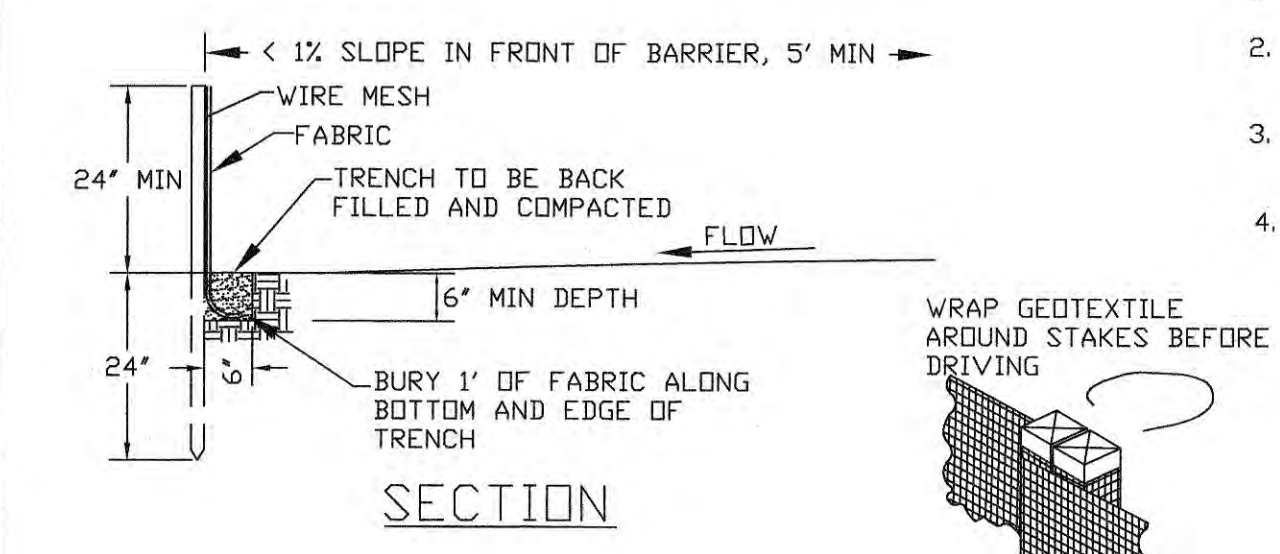 < 1% SLOPE IN FRONT OF BARRIER, 5' MIN
2.
WIRE MESH
FABRIC
3.
24" MIN
TRENCH TO BE BACK
FILLED AND COMPACTED
4.
FLOW
6" MIN DEPTH
WRAP GEOTEXTILE
AROUND STAKES BEFORE
DRIVING
24"
6"
BURY 1' OF FABRIC ALONG
BOTTOM AND EDGE OF
TRENCH
SECTION